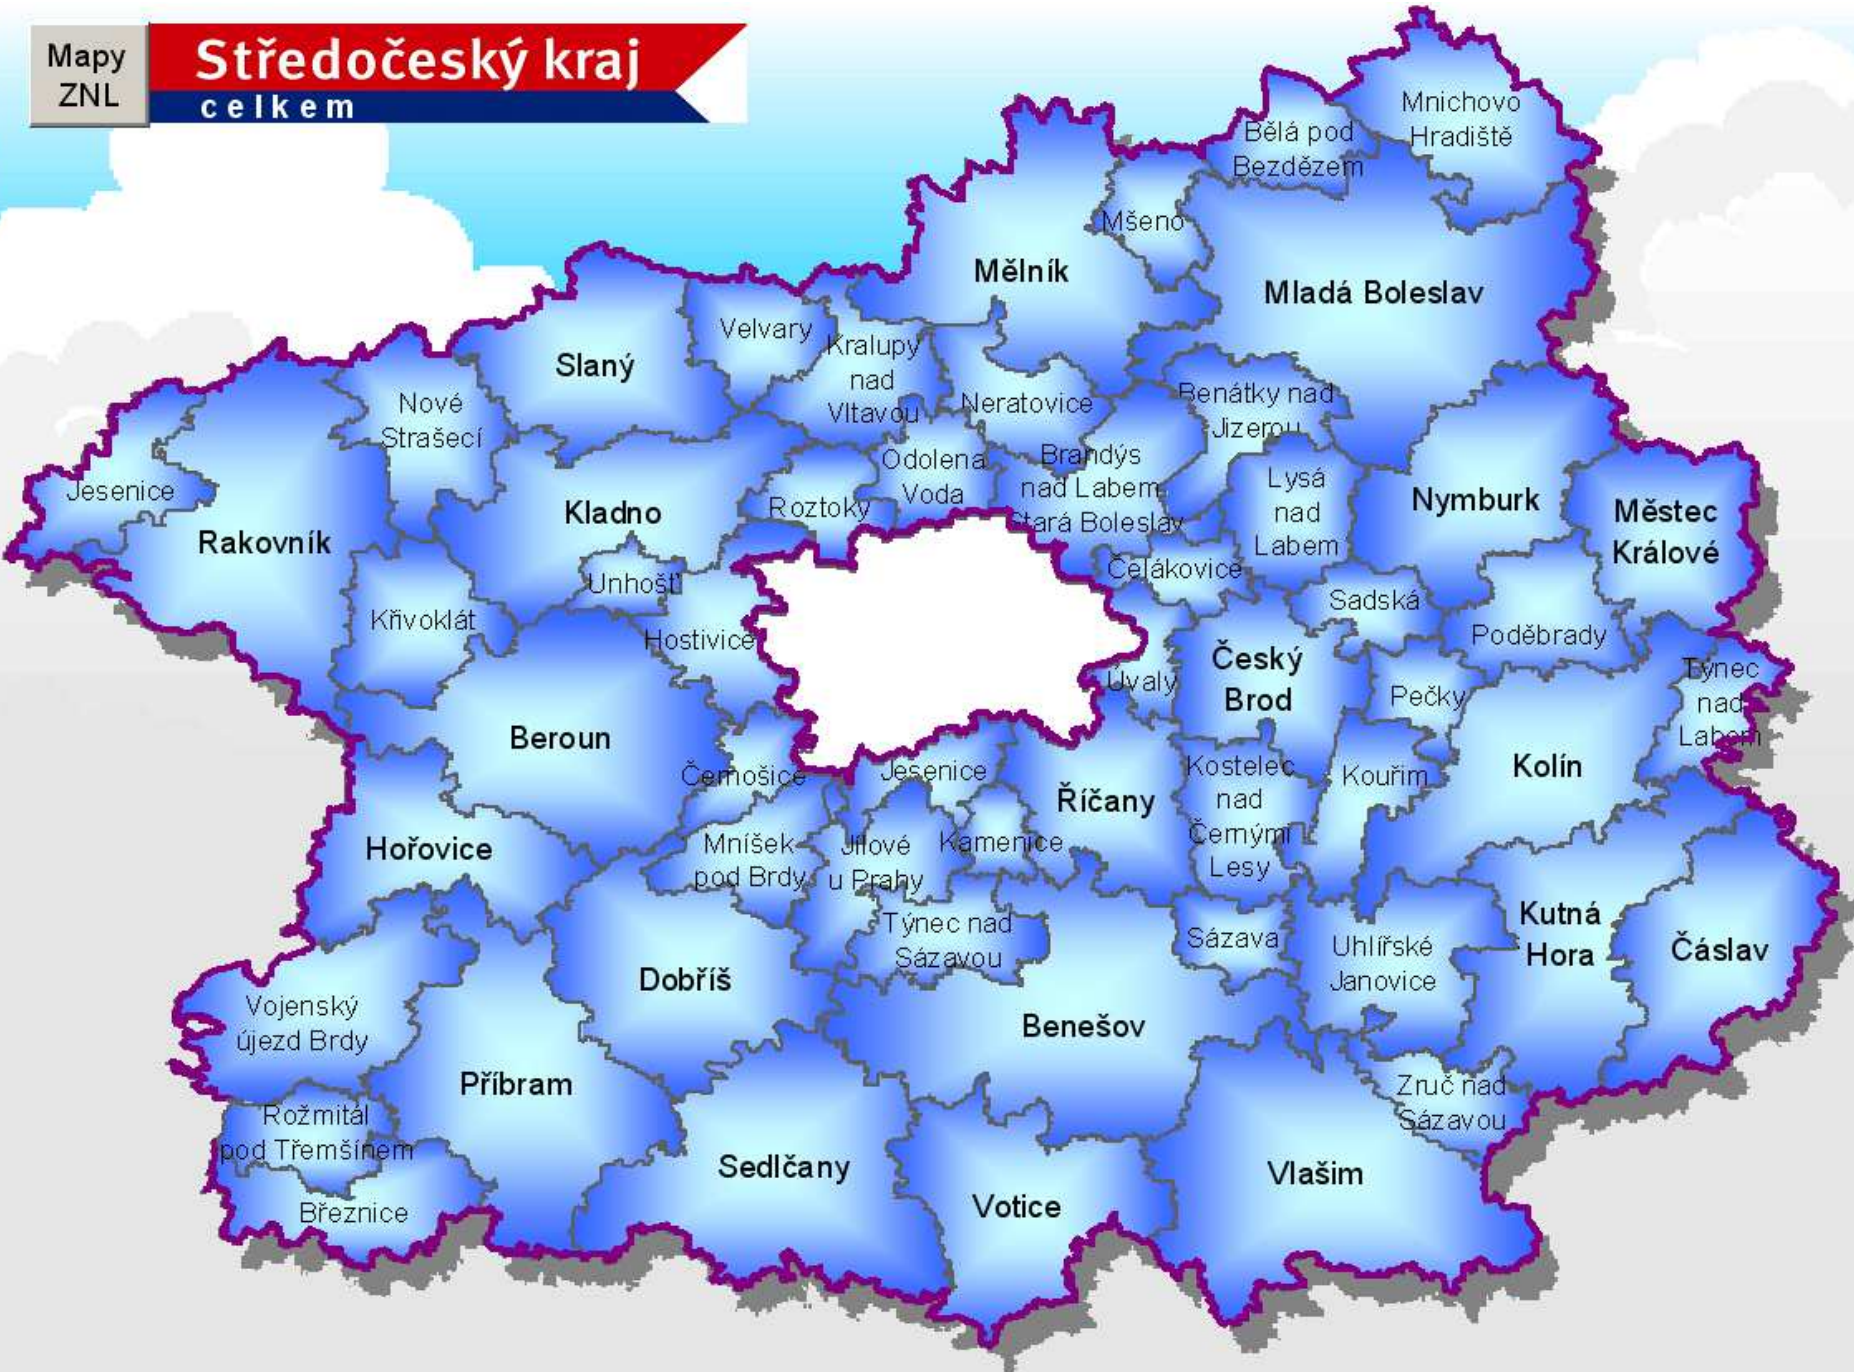 Mapy
ZNL
Středočeský kraj
celkem
Mnichovo
Hradiště
Bělá pod
Bezdězem
Mšeno
Mělník
Mladá Boleslav
Velvary
Kralupy
nad
Vltavou
Slaný
Nové
Strašecí
Neratovice
Benátky nad
Jizerou
Jesenice
Rakovník
Kladno
Roztoky
Odolena
Voda
Brandýs
nad Labem
Stará Boleslav
Lysá
nad
Labem
Nymburk
Městec
Králové
Unhošť
Čelákovice
Křivoklát
Hostivice
Sadská
Poděbrady
Úvaly
Český
Brod
Pečky
Týnec
nad
Labem
Beroun
Černošice
Jesenice
Říčany
Kostelec
nad
Černými
Lesy
Kouřim
Kolín
Hořovice
Mníšek
pod Brdy
Jílové
u Prahy
Kamenice
Týnec nad
Sázavou
Sázava
Uhlířské
Janovice
Kutná
Hora
Čáslav
Dobříš
Vojenský
újezd Brdy
Benešov
Příbram
Zruč nad
Sázavou
Rožmitál
pod Třemšínem
Sedlčany
Vlašim
Březnice
Votice